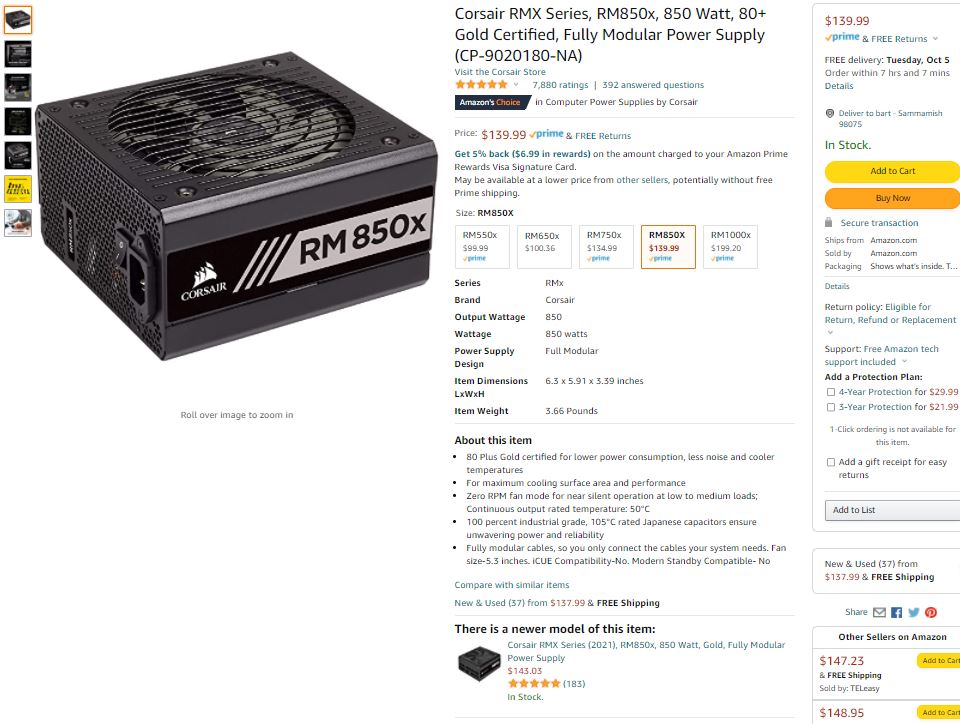 RM 850X
CORSAIR
RM850x
Roll over image to zoom in
Corsair RMX Series, RM850x, 850 Watt, 80+
Gold Certified, Fully Modular Power Supply
(CP-9020180-NA)
Visit the Corsair Store
7,880 ratings | 392 answered questions
Amazon's Choice in Computer Power Supplies by Corsair
Price: $139.99 prime & FREE Returns
Get 5% back ($6.99 in rewards) on the amount charged to your Amazon Prime
Rewards Visa Signature Card.
May be available at a lower price from other sellers, potentially without free
Prime shipping.
Size: RM850X
RM550x
$99.99
prime
RM650x
$100.36
RM750x
$134.99
prime
RM850X
$139.99
prime
RM1000x
$199.20
prime
Series RMx
Brand Corsair
Output Wattage 850
Wattage 850 watts
Power Supply Full Modular
Design
Item Dimensions 6.3 x 5.91 x 3.39 inches
LxWxH
Item Weight 3.66 Pounds
About this item
• 80 Plus Gold certified for lower power consumption, less noise and cooler
temperatures
• For maximum cooling surface area and performance
• Zero RPM fan mode for near silent operation at low to medium loads;
Continuous output rated temperature: 50°C
• 100 percent industrial grade, 105°C rated Japanese capacitors ensure
unwavering power and reliability
• Fully modular cables, so you only connect the cables your system needs. Fan
size-5.3 inches. iCUE Compatibility-No. Modern Standby Compatible- No
Compare with similar items
New & Used (37) from $137.99 & FREE Shipping
There is a newer model of this item:
Corsair RMX Series (2021), RM850x, 850 Watt, Gold, Fully Modular
Power Supply
$143.03
(183)
In Stock.
$139.99
prime & FREE Returns
FREE delivery: Tuesday, Oct 5
Order within 7 hrs and 7 mins
Details
Deliver to bart - Sammamish
98075
In Stock.
Add to Cart
Buy Now
Secure transaction
Ships from Amazon.com
Sold by Amazon.com
Packaging Shows what's inside. T...
Details
Return policy: Eligible for
Return, Refund or Replacement
Support: Free Amazon tech
support included
Add a Protection Plan:
4-Year Protection for $29.99
3-Year Protection for $21.99
1-Click ordering is not available for
this item.
Add a gift receipt for easy
returns
Add to List
New & Used (37) from
$137.99 & FREE Shipping
Share
Other Sellers on Amazon
$147.23
Add to Cart
& FREE Shipping
Sold by: TELeasy
$148.95
Add to Cart